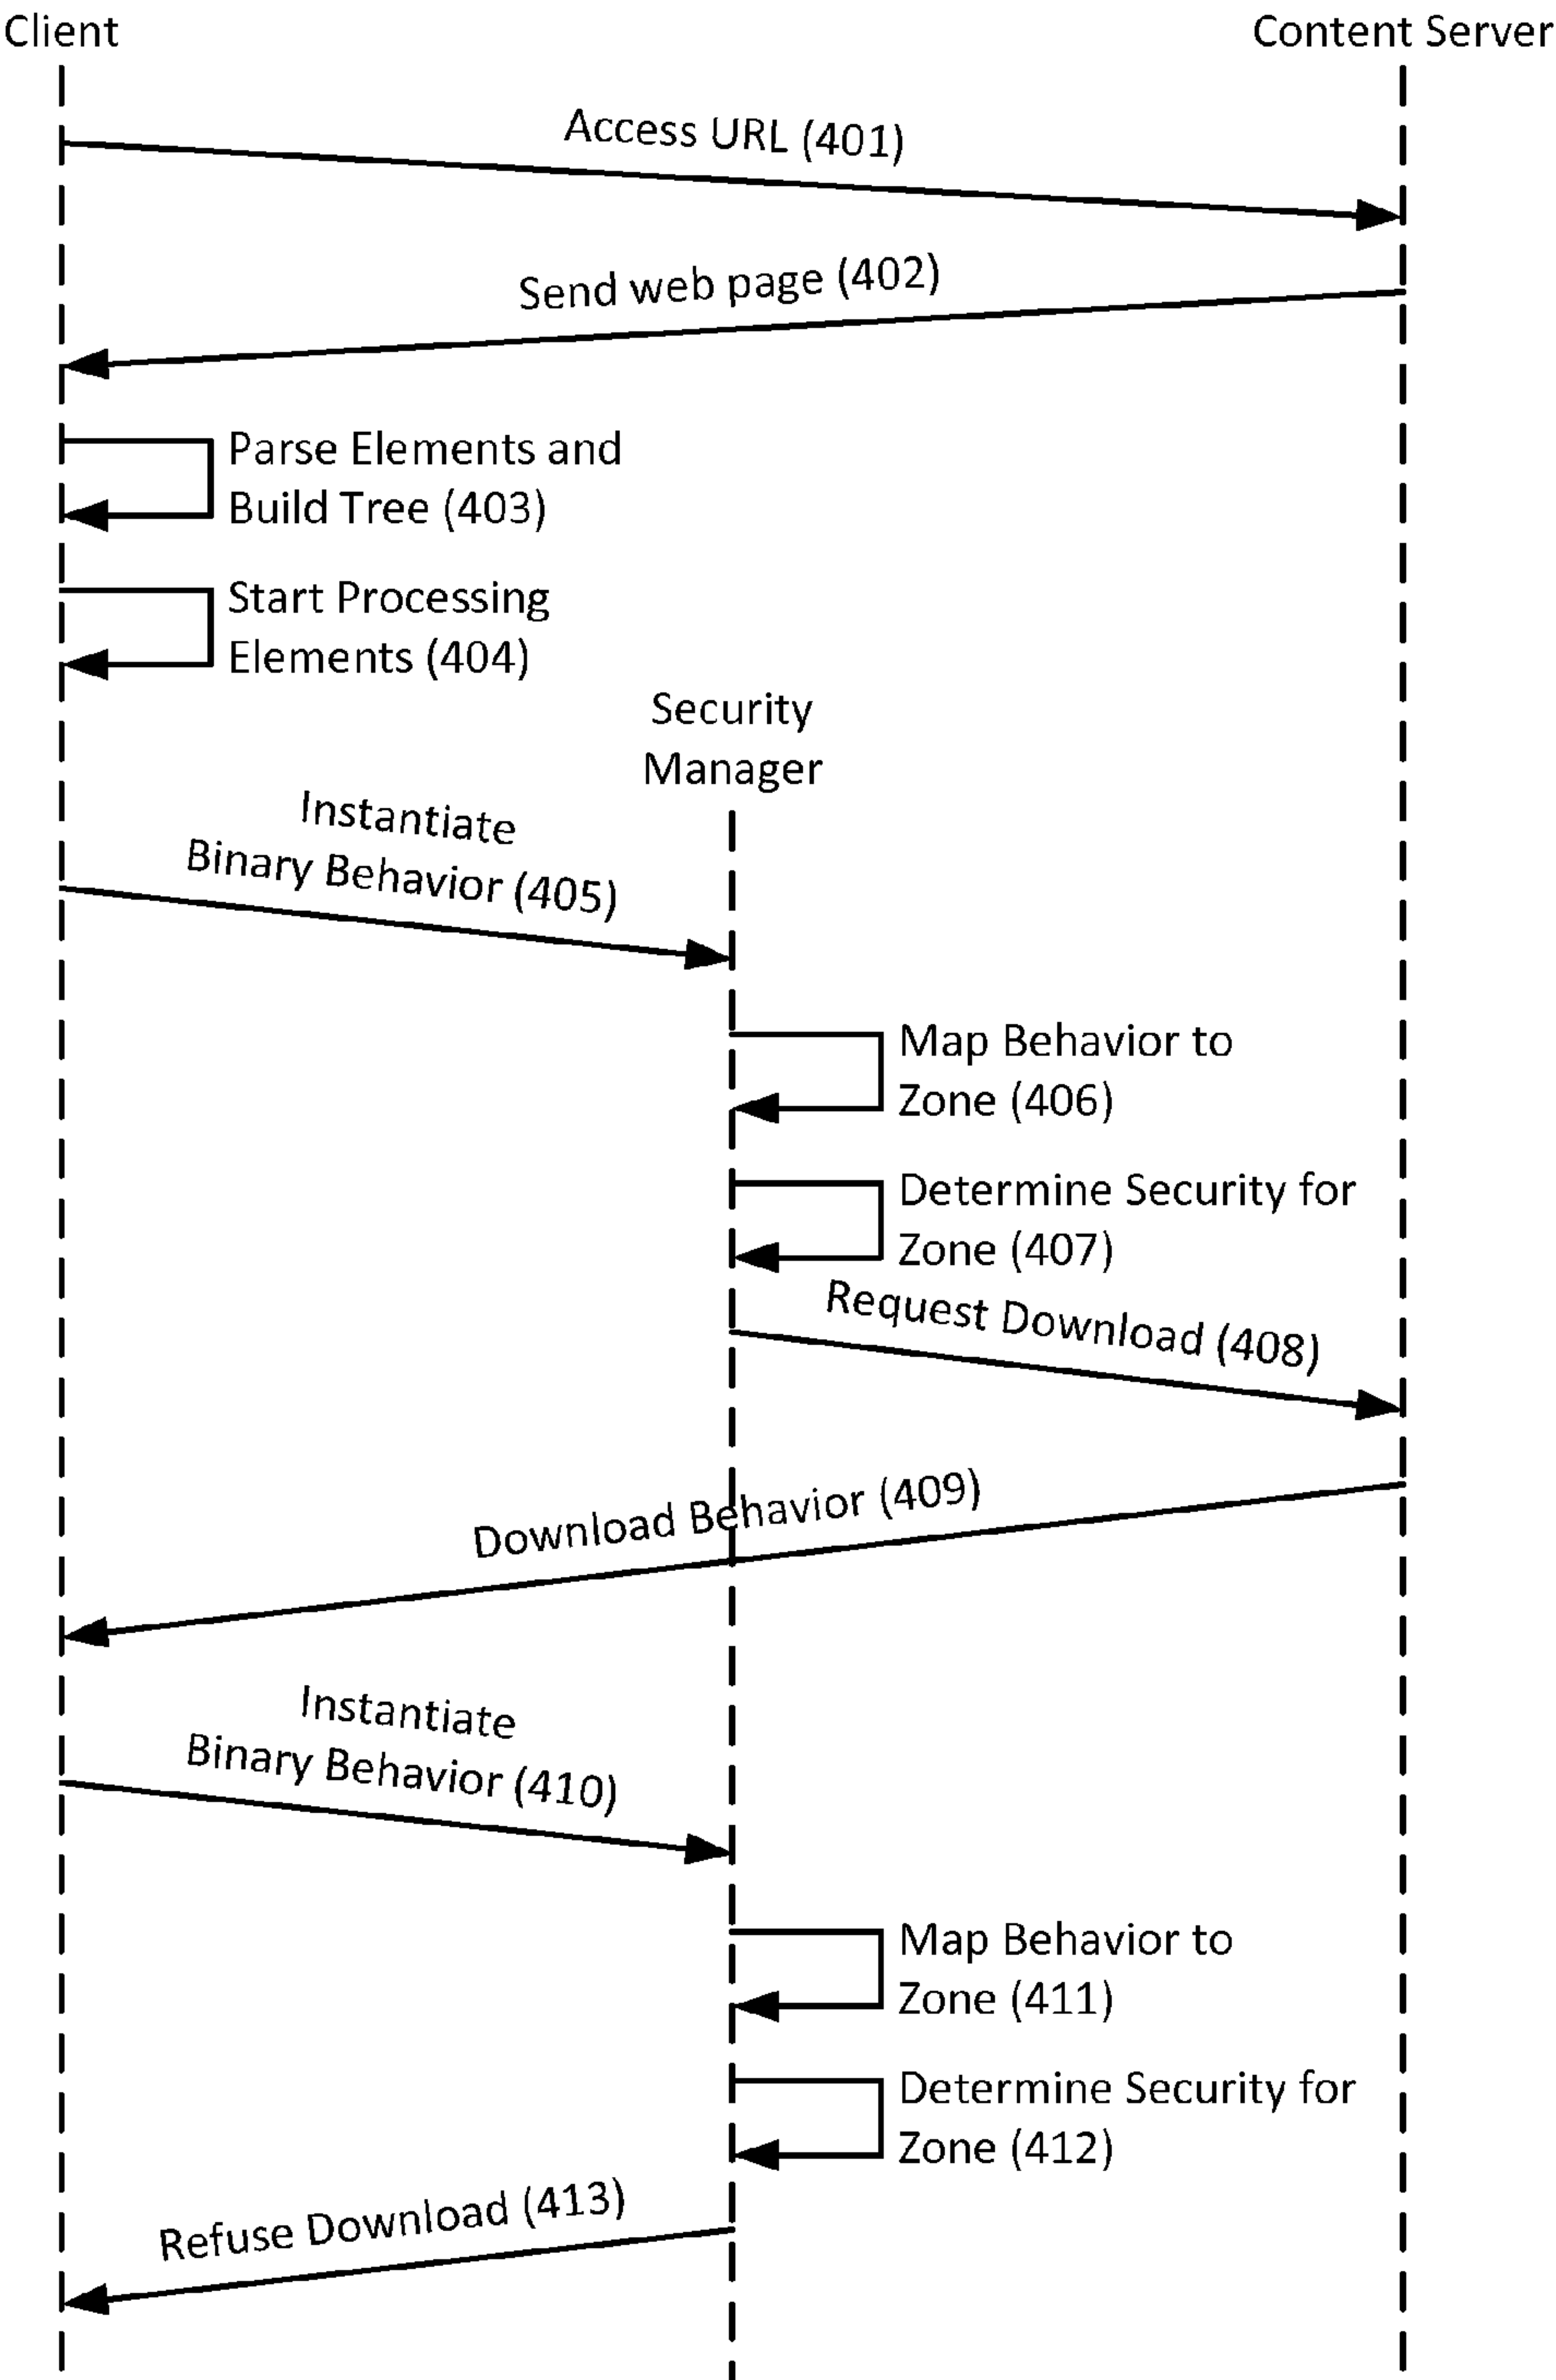 Client
Content Server
Access URL (401)
Send web page (402)
Parse Elements and
Build Tree (403)
Start Processing
Elements (404)
Security
Manager
Instantiate
Binary Behavior (405)
Map Behavior to
Zone (406)
Determine Security for
Zone (407)
Request Download (408)
Download Behavior (409)
Instantiate
Binary Behavior (410)
Map Behavior to
Zone (411)
Determine Security for
Zone (412)
Refuse Download (413)